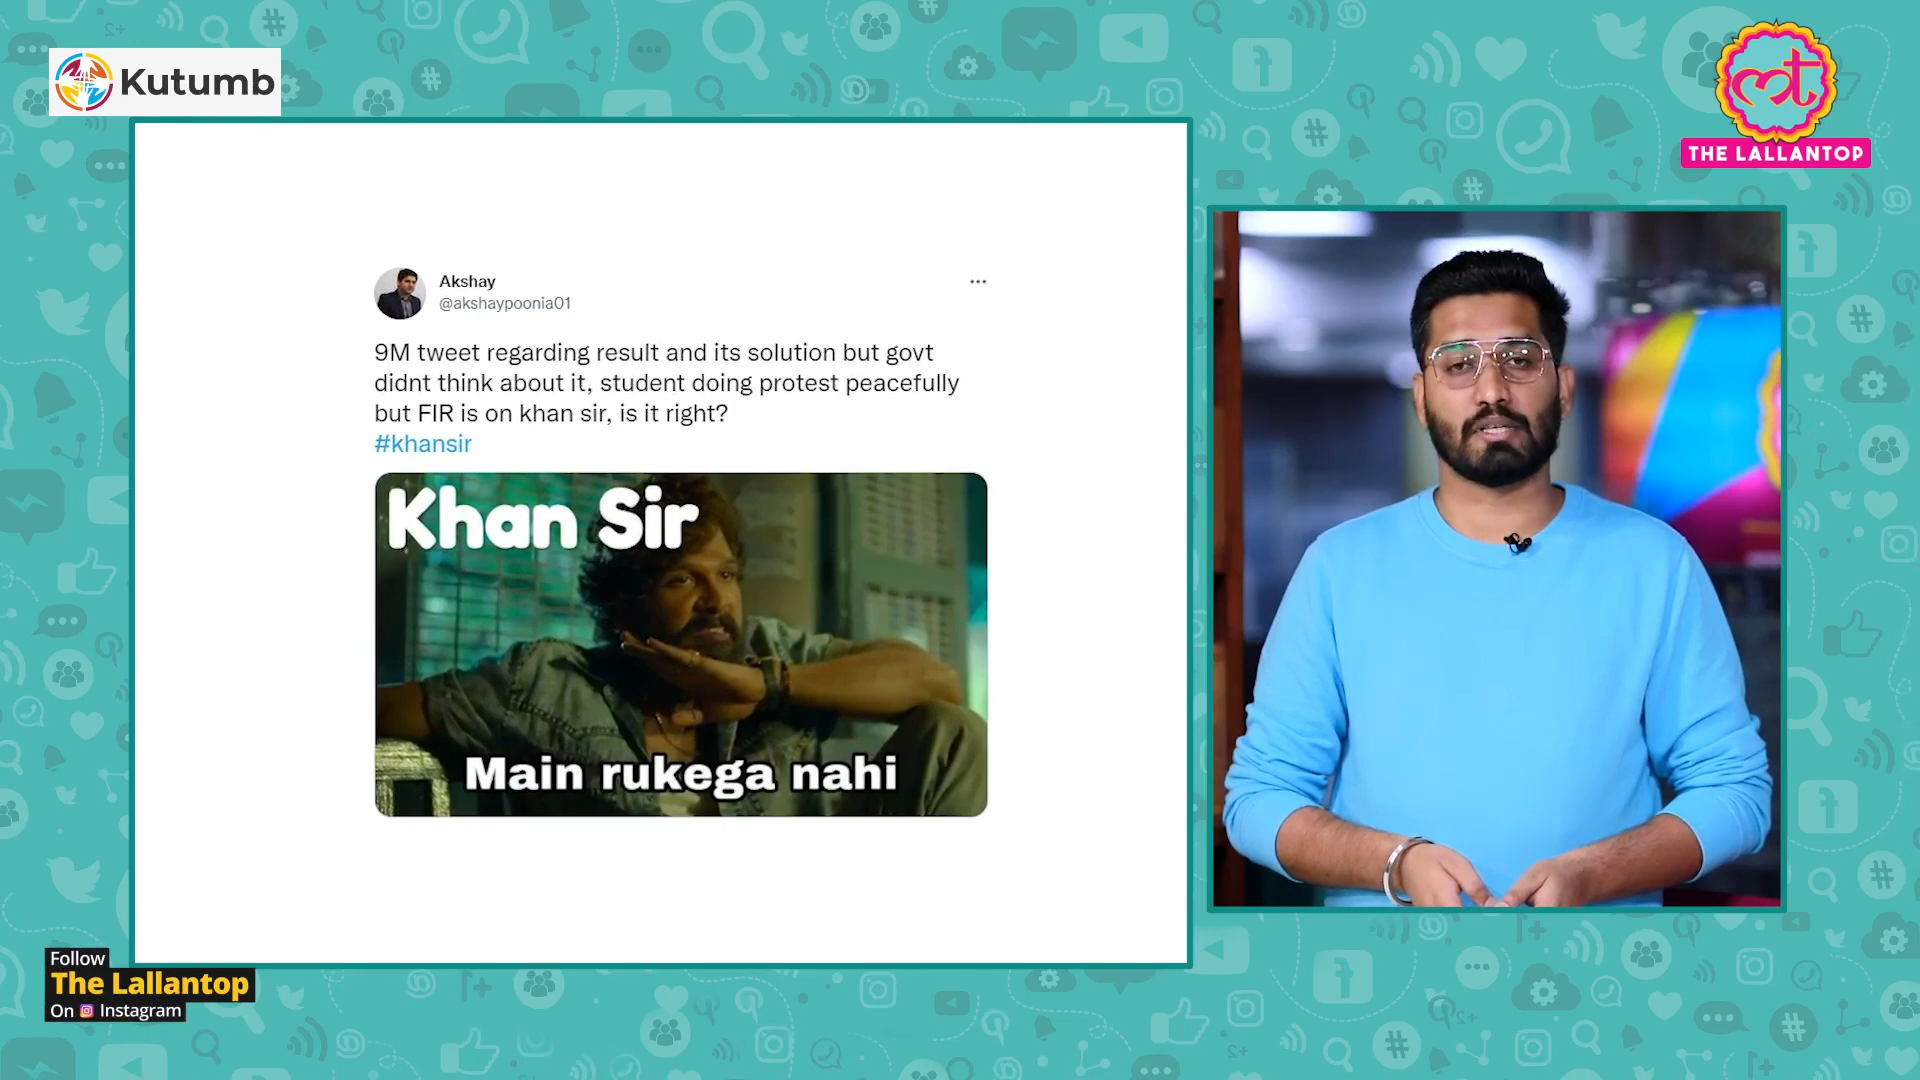 Kutumb
THE LALLANTOP
Akshay
@akshaypoonia01
9M tweet regarding result and its solution but govt
didnt think about it, student doing protest peacefully
but FIR is on khan sir, is it right?
#khansir
Khan Sir
Main rukega nahi
Follow
The Lallantop
On Instagram